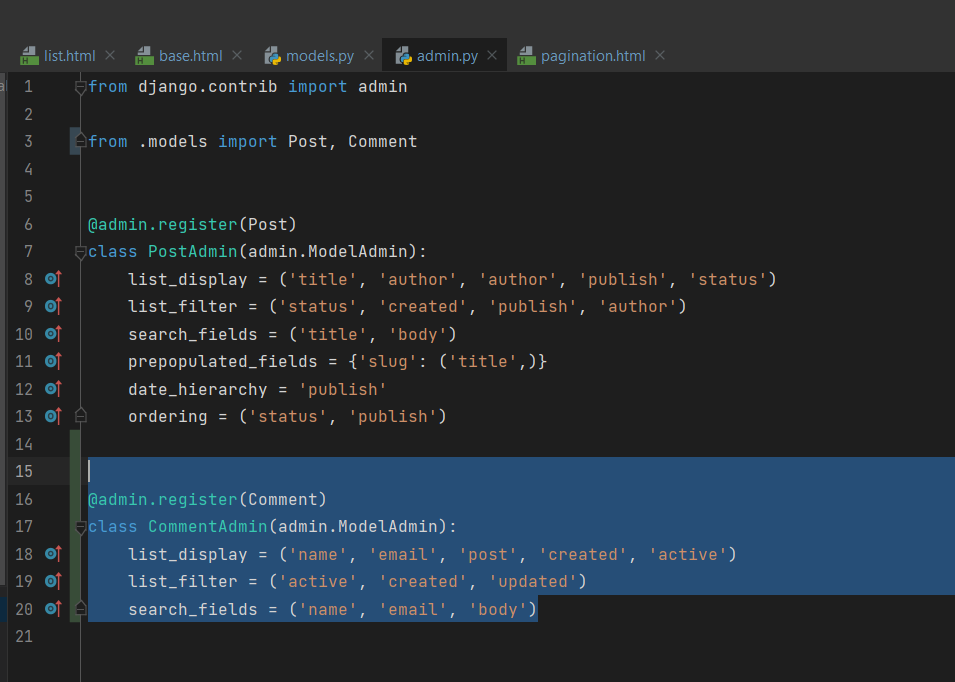 list.html base.html models.py admin.py pagination.html
1 from django.contrib import admin
2
3 from .models import Post, Comment
4
5
6 @admin.register(Post)
7 class PostAdmin(admin.ModelAdmin):
8 list_display = ('title', 'author', 'author', 'publish', 'status')
9 list_filter = ('status', 'created', 'publish', 'author')
10 search_fields = ('title', 'body')
11 prepopulated_fields = {'slug': ('title',)}
12 date_hierarchy = 'publish'
13 ordering = ('status', 'publish')
14
15
16 @admin.register(Comment)
17 class CommentAdmin(admin.ModelAdmin):
18 list_display = ('name', 'email', 'post', 'created', 'active')
19 list_filter = ('active', 'created', 'updated')
20 search_fields = ('name', 'email', 'body')
21